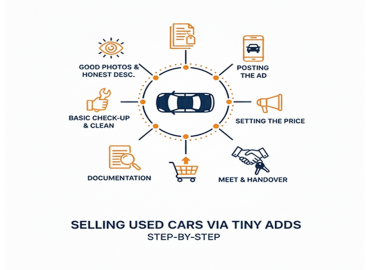 GOOD PHOTOS &
HONEST DESC.
POSTING
THE AD
BASIC CHECK-UP
& CLEAN
SETTING THE PRICE
DOCUMENTATION
MEET & HANDOVER
SELLING USED CARS VIA TINY ADDS
STEP-BY-STEP